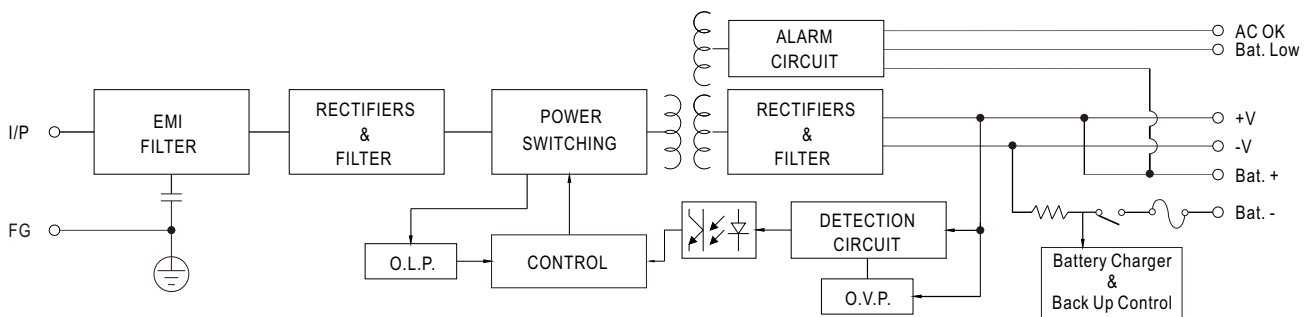 AC OK
Bat. Low
ALARM
CIRCUIT
I/P
EMI
FILTER
RECTIFIERS
&
FILTER
POWER
SWITCHING
RECTIFIERS
&
FILTER
+V
-V
Bat. +
Bat. -
FG
O.L.P.
CONTROL
DETECTION
CIRCUIT
O.V.P.
Battery Charger
&
Back Up Control